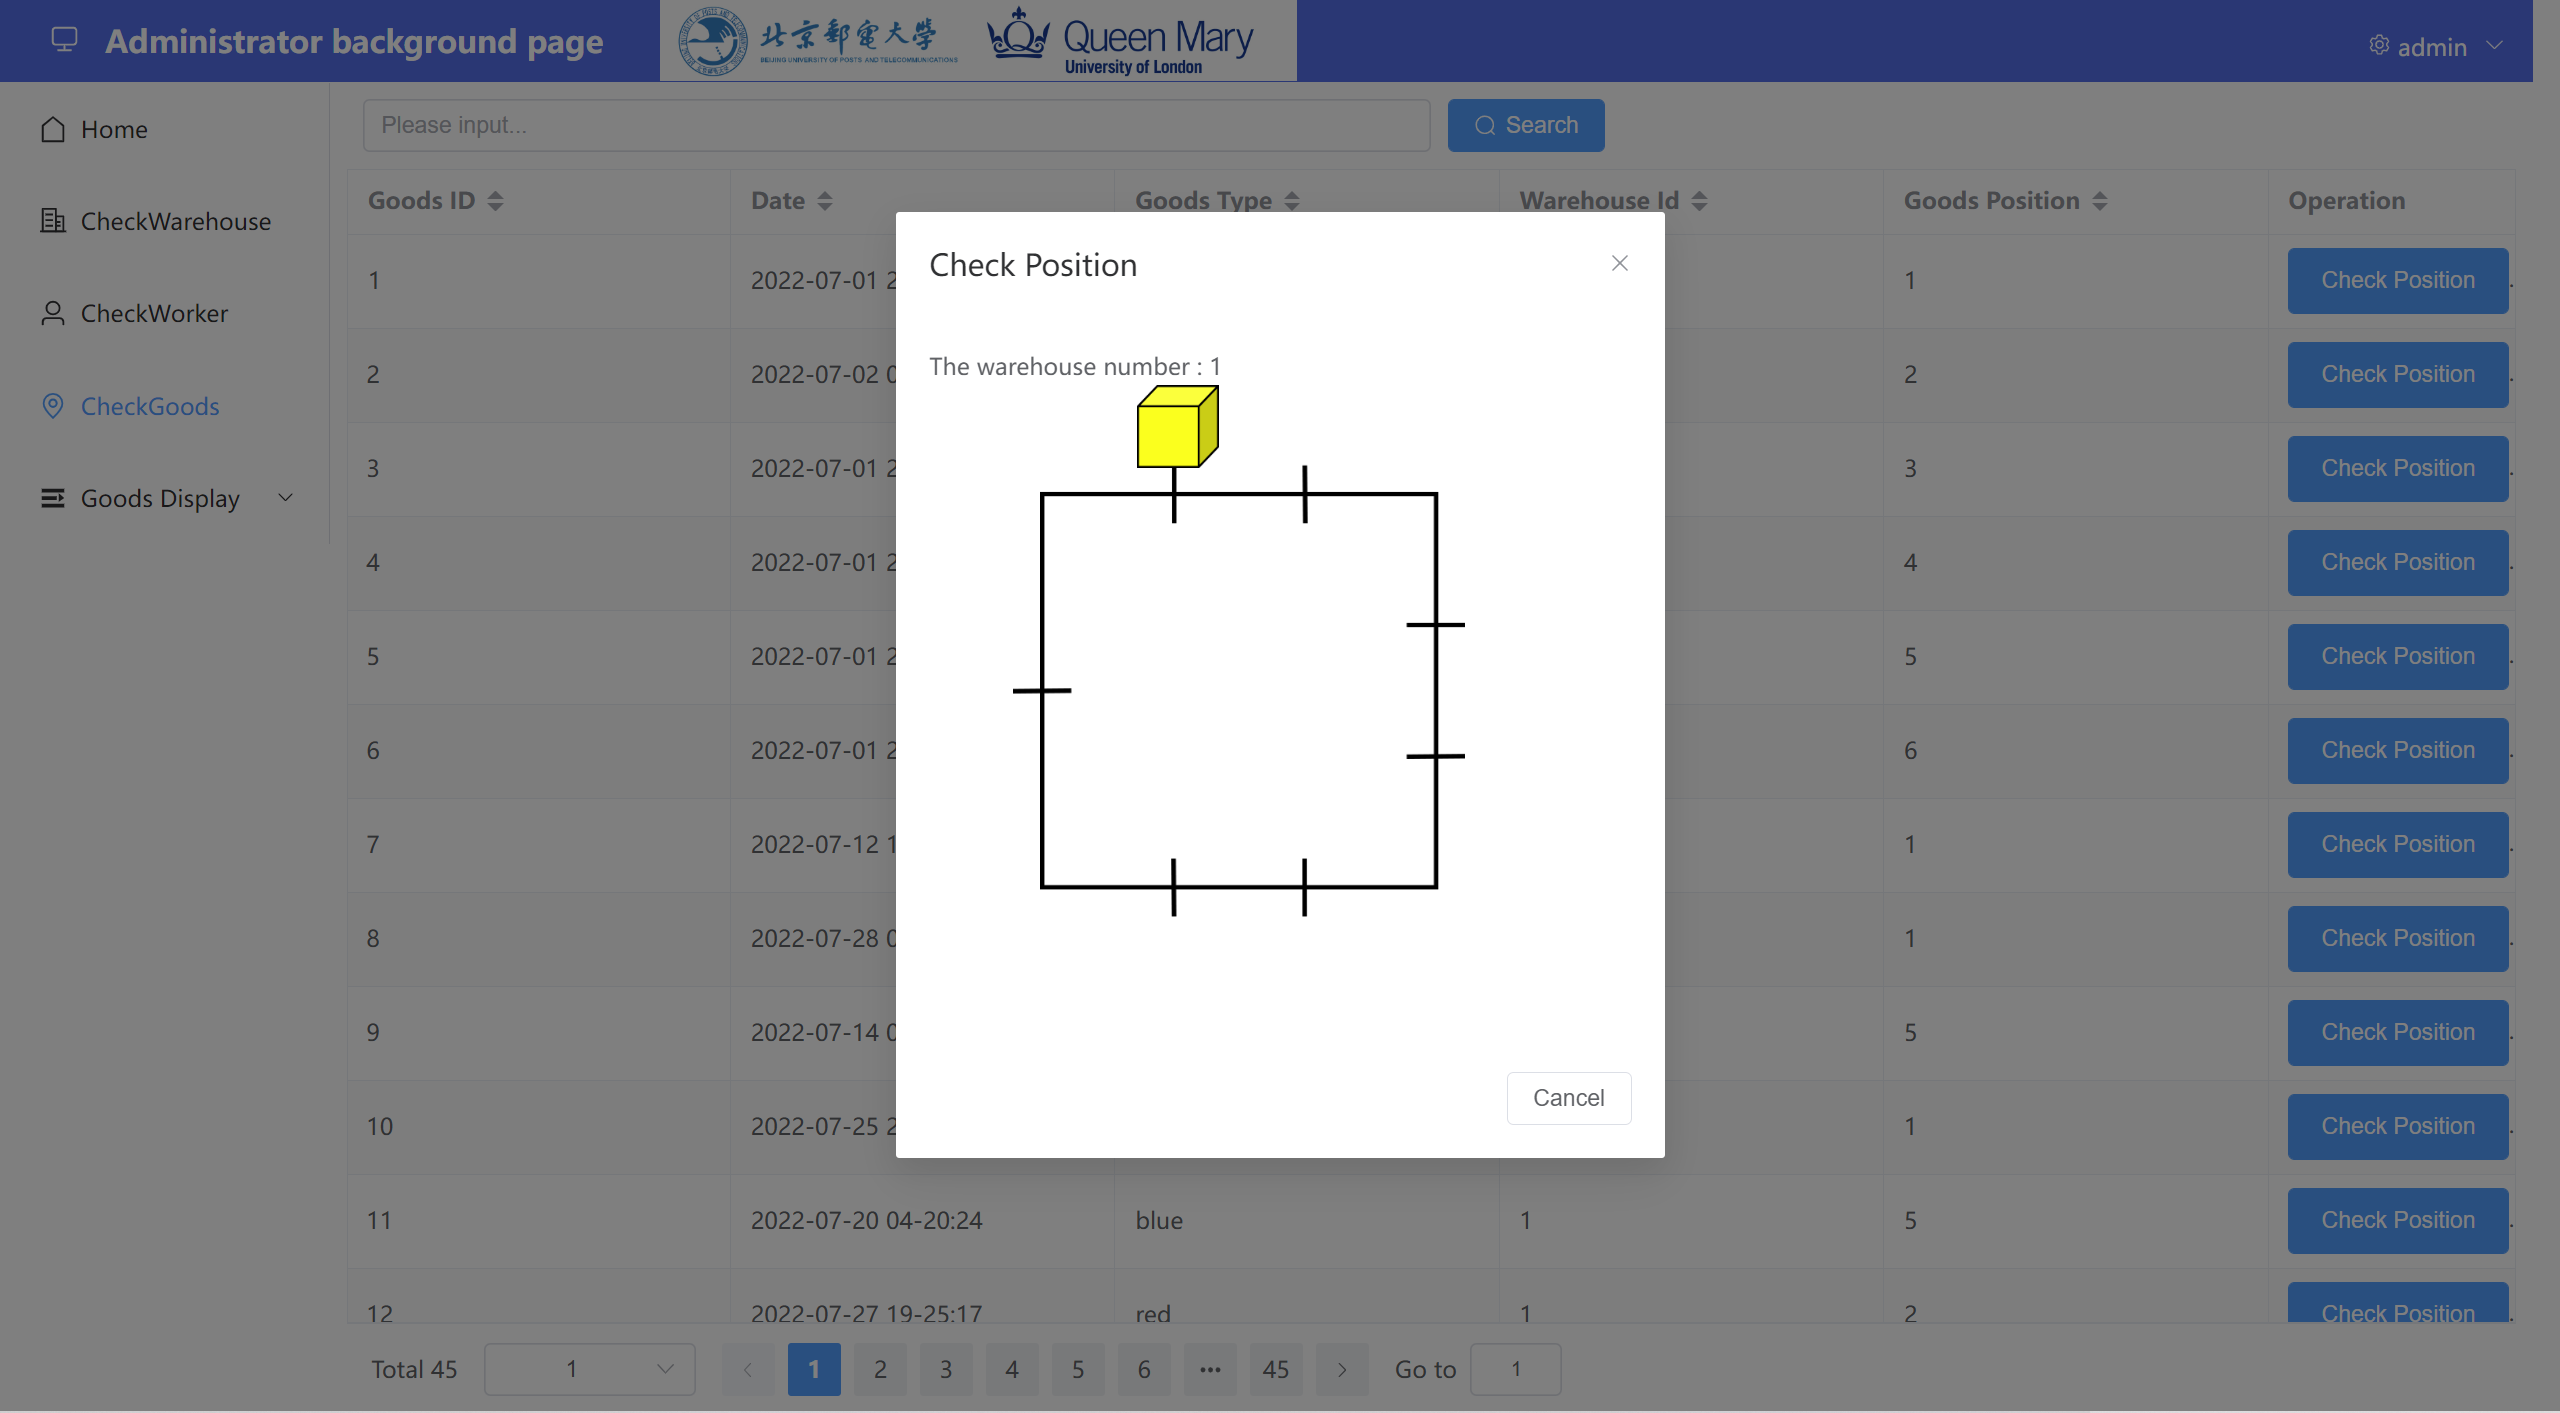 Administrator background page
北京郵電大學
BEIJING UNIVERSITY OF POSTS AND TELECOMMUNICATIONS
Queen Mary
University of London
admin
Home
CheckWarehouse
CheckWorker
CheckGoods
Goods Display
Please input...
Search
Goods ID Date Goods Type Warehouse Id Goods Position Operation
1 2022-07-01 2 1 Check Position .
2 2022-07-02 0 2 Check Position .
3 2022-07-01 2 3 Check Position .
4 2022-07-01 2 4 Check Position .
5 2022-07-01 2 5 Check Position .
6 2022-07-01 2 6 Check Position .
7 2022-07-12 1 1 Check Position .
8 2022-07-28 0 1 Check Position .
9 2022-07-14 0 5 Check Position .
10 2022-07-25 2 1 Check Position .
11 2022-07-20 04-20:24 blue 1 5 Check Position .
12 2022-07-27 19-25:17 red 1 2 Check Position .
Check Position
The warehouse number : 1
Cancel
Total 45 1 1 2 3 4 5 6 ••• 45 Go to 1